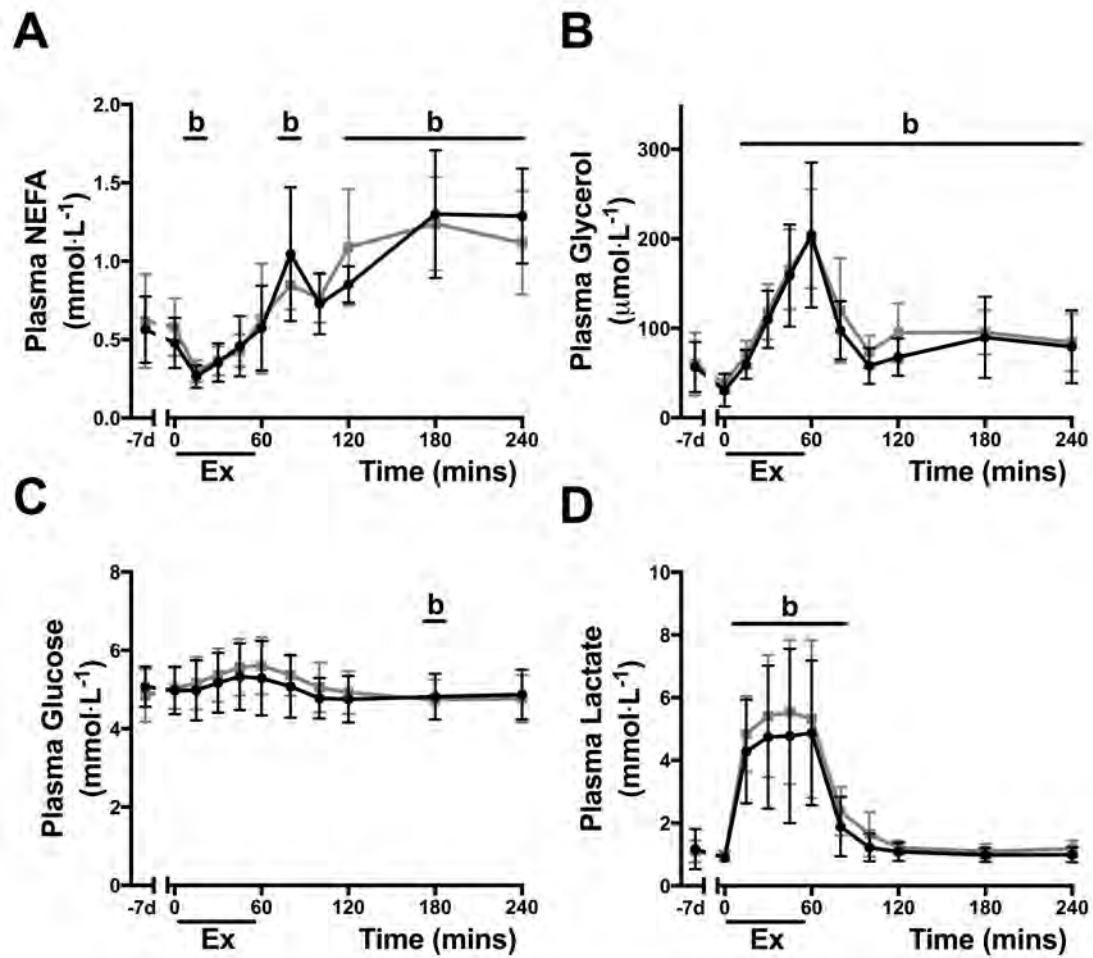 A
Plasma NEFA
(mmol·L-1)
2.0
1.5
1.0
0.5
0.0
b
b
b
-7d
0
60
120
180
240
Ex
Time (mins)
B
Plasma Glycerol
(μmol·L-1)
300
200
100
0
b
-7d
0
60
120
180
240
Ex
Time (mins)
C
Plasma Glucose
(mmol·L-1)
8
6
4
2
0
b
-7d
0
60
120
180
240
Ex
Time (mins)
D
Plasma Lactate
(mmol·L-1)
10
8
6
4
2
0
b
-7d
0
60
120
180
240
Ex
Time (mins)